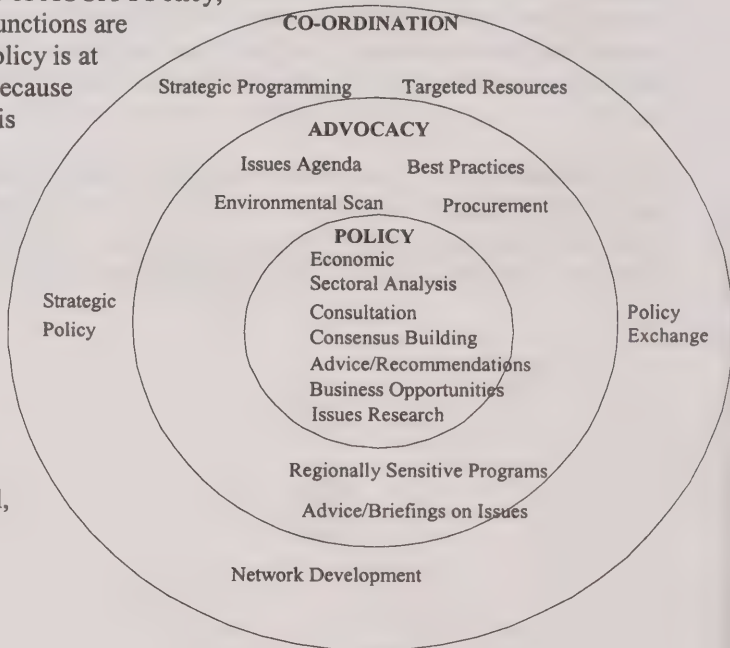 unctions are
olicy is at
ecause
is
CO-ORDINATION
Strategic Programming Targeted Resources
ADVOCACY
Issues Agenda Best Practices
Environmental Scan Procurement
POLICY
Economic
Sectoral Analysis
Consultation
Consensus Building
Advice/Recommendations
Business Opportunities
Issues Research
Strategic
Policy
Policy
Exchange
Regionally Sensitive Programs
Advice/Briefings on Issues
Network Development